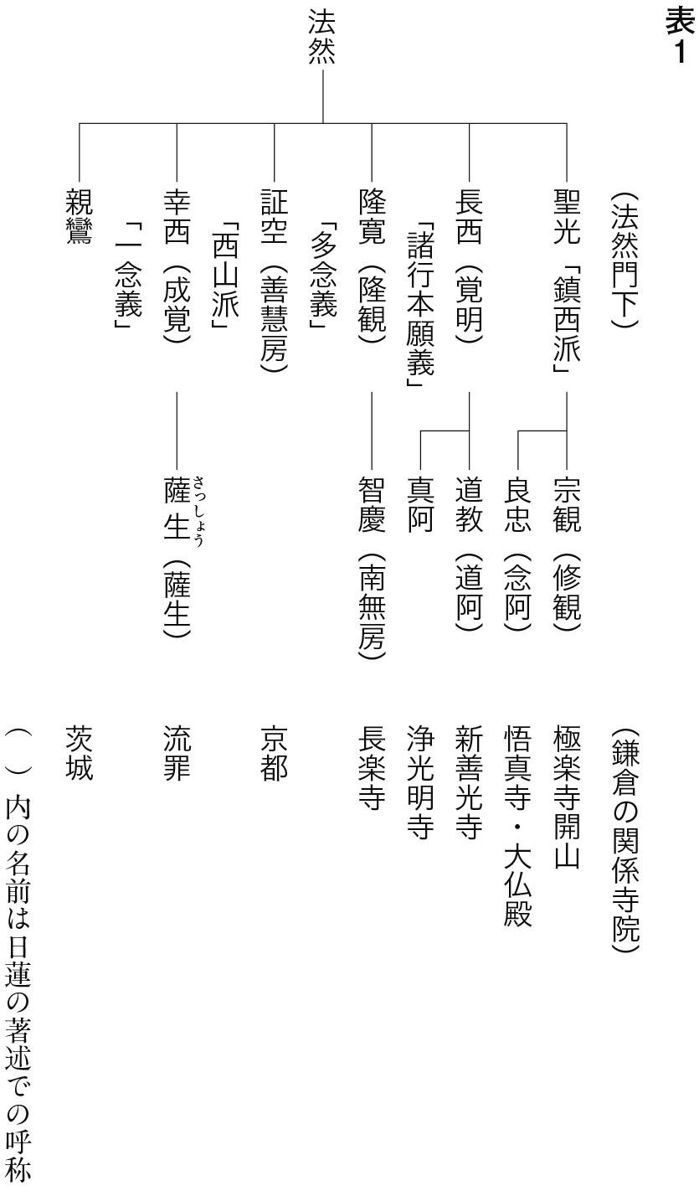 表1
(法然門下)
(鎌倉の関係寺院)
法然
聖光「鎮西派」
宗観(修観)
極楽寺開山
良忠(念阿)
悟真寺・大仏殿
長西(覚明)
「諸行本願義」
道教(道阿)
新善光寺
真阿
浄光明寺
隆寛(隆観)
「多念義」
智慶(南無房)
長楽寺
証空(善慧房)
「西山派」
京都
幸西(成覚)
「一念義」
薩生(薩生)
さっしょう
流罪
親鸞
茨城
( )内の名前は日蓮の著述での呼称